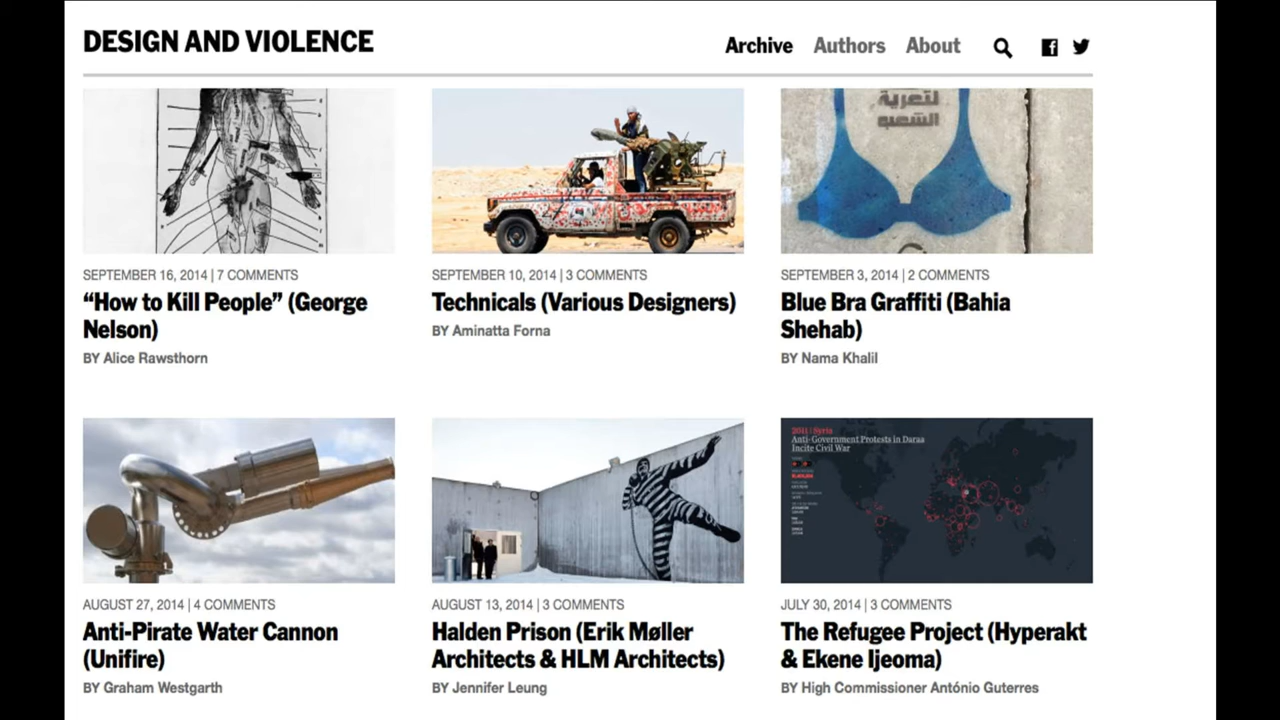 DESIGN AND VIOLENCE
Archive Authors About
لتعرية
الشعب
SEPTEMBER 16, 2014 | 7 COMMENTS
“How to Kill People” (George
Nelson)
BY Alice Rawsthorn
SEPTEMBER 10, 2014 | 3 COMMENTS
Technicals (Various Designers)
BY Aminatta Forna
SEPTEMBER 3, 2014 | 2 COMMENTS
Blue Bra Graffiti (Bahia
Shehab)
BY Nama Khalil
2011 | Syria
Anti-Government Protests in Daraa
Incite Civil War
AUGUST 27, 2014 | 4 COMMENTS
Anti-Pirate Water Cannon
(Unifire)
BY Graham Westgarth
AUGUST 13, 2014 | 3 COMMENTS
Halden Prison (Erik Møller
Architects & HLM Architects)
BY Jennifer Leung
JULY 30, 2014 | 3 COMMENTS
The Refugee Project (Hyperakt
& Ekene Ijeoma)
BY High Commissioner António Guterres